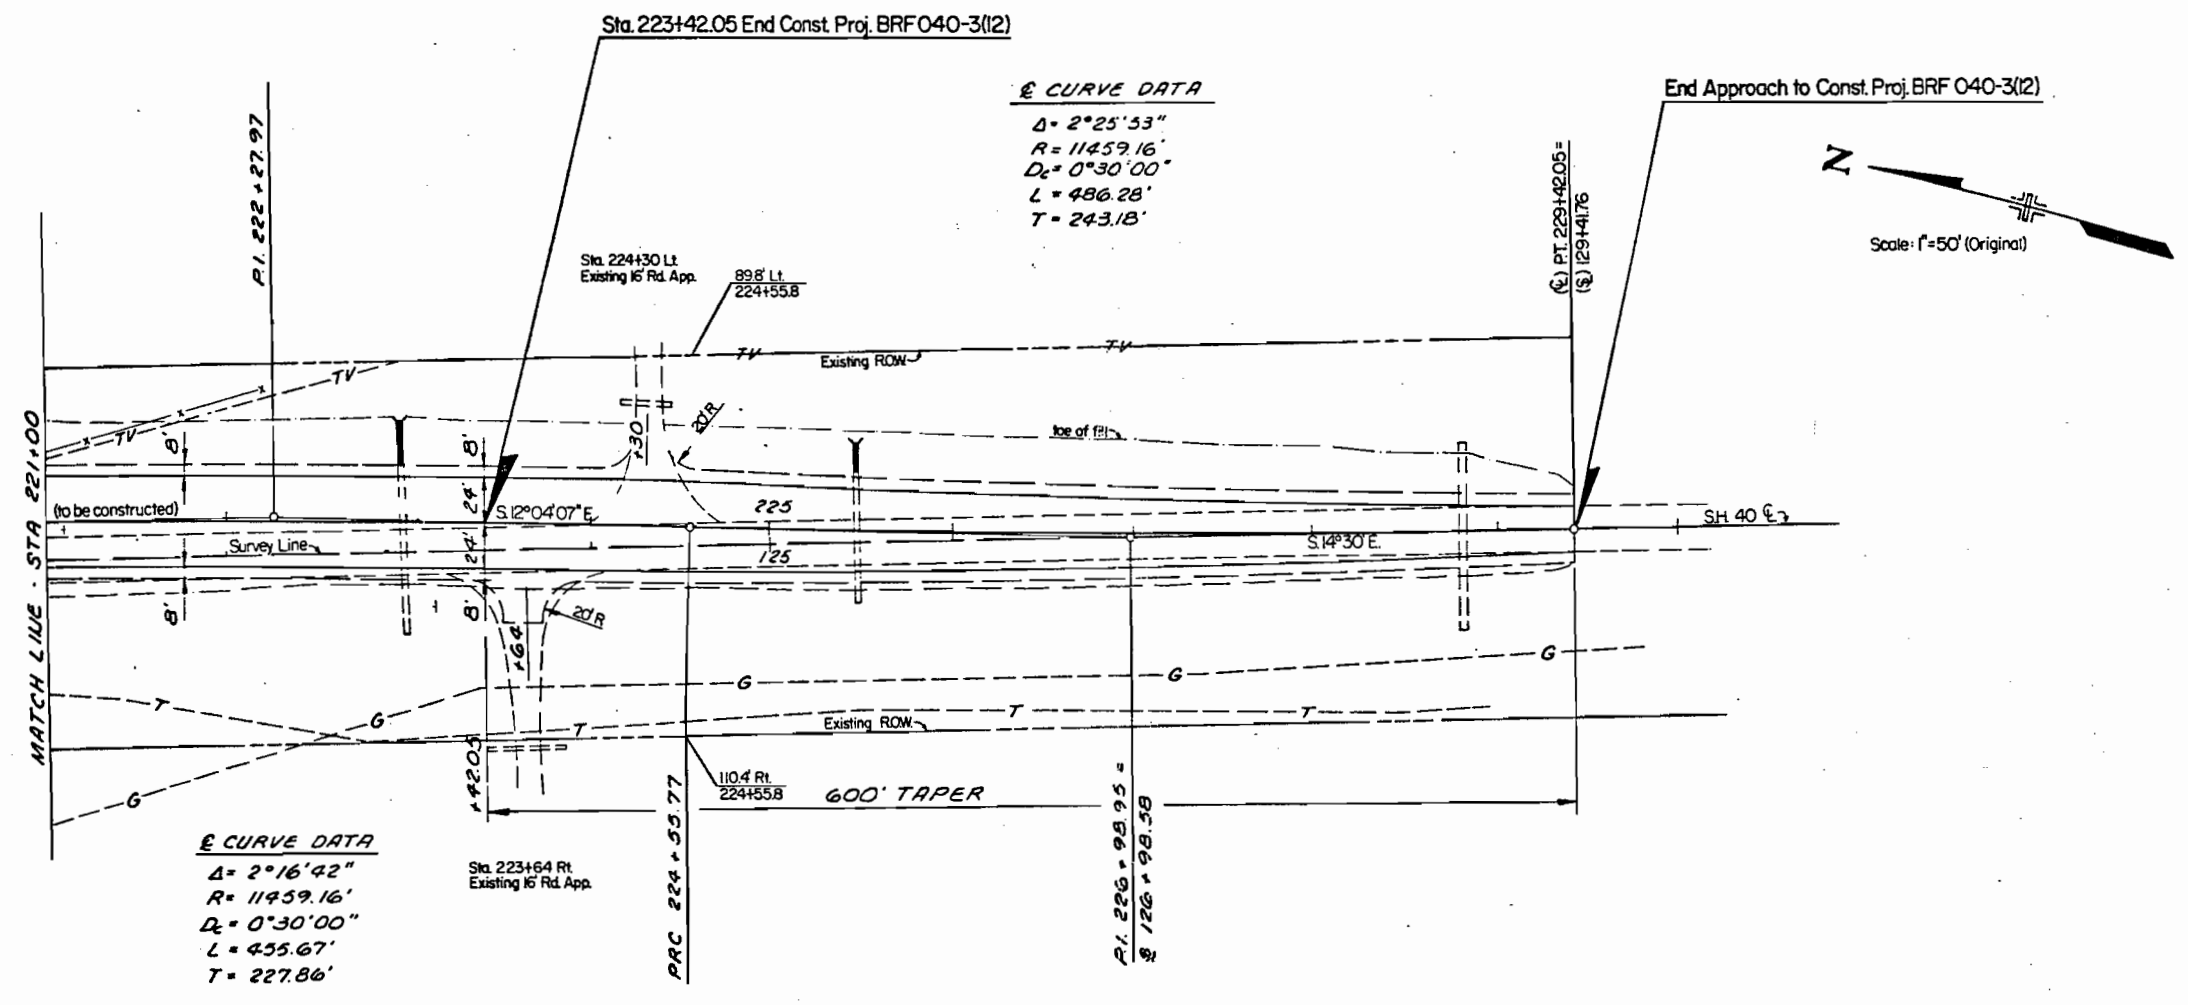 Sta. 223+42.05 End Const. Proj. BRF 040-3(12)
℄ CURVE DATA
Δ= 2°25'53"
R= 11459.16'
Dc= 0°30'00"
L = 486.28'
T = 243.18'
End Approach to Const. Proj. BRF 040-3(12)
N
Scale: 1"=50' (Original)
P.I. 222+27.97
(℄) P.T. 229+42.05=
(S) 129+41.76
Sta. 224+30 Lt.
Existing 16' Rd. App.
89.8' Lt.
224+55.8
TV
TV
Existing R.O.W.
TV
TV
20'R
+30
toe of fill
8'
8'
MATCH LINE - STA 221+00
(to be constructed)
24'
S.12°04'07"E.
225
S.H. 40 ℄
Survey Line
24'
125
S.14°30'E.
8'
8'
20'R
+64
G
G
G
G
T
T
T
T
G
Existing R.O.W.
+42.05
110.4' Rt.
224+55.8
600' TAPER
PRC 224+55.77
P.I. 226+98.95 =
126+98.58
℄ CURVE DATA
Δ= 2°16'42"
R= 11459.16'
Dc= 0°30'00"
L = 455.67'
T = 227.86'
Sta. 223+64 Rt.
Existing 16' Rd. App.